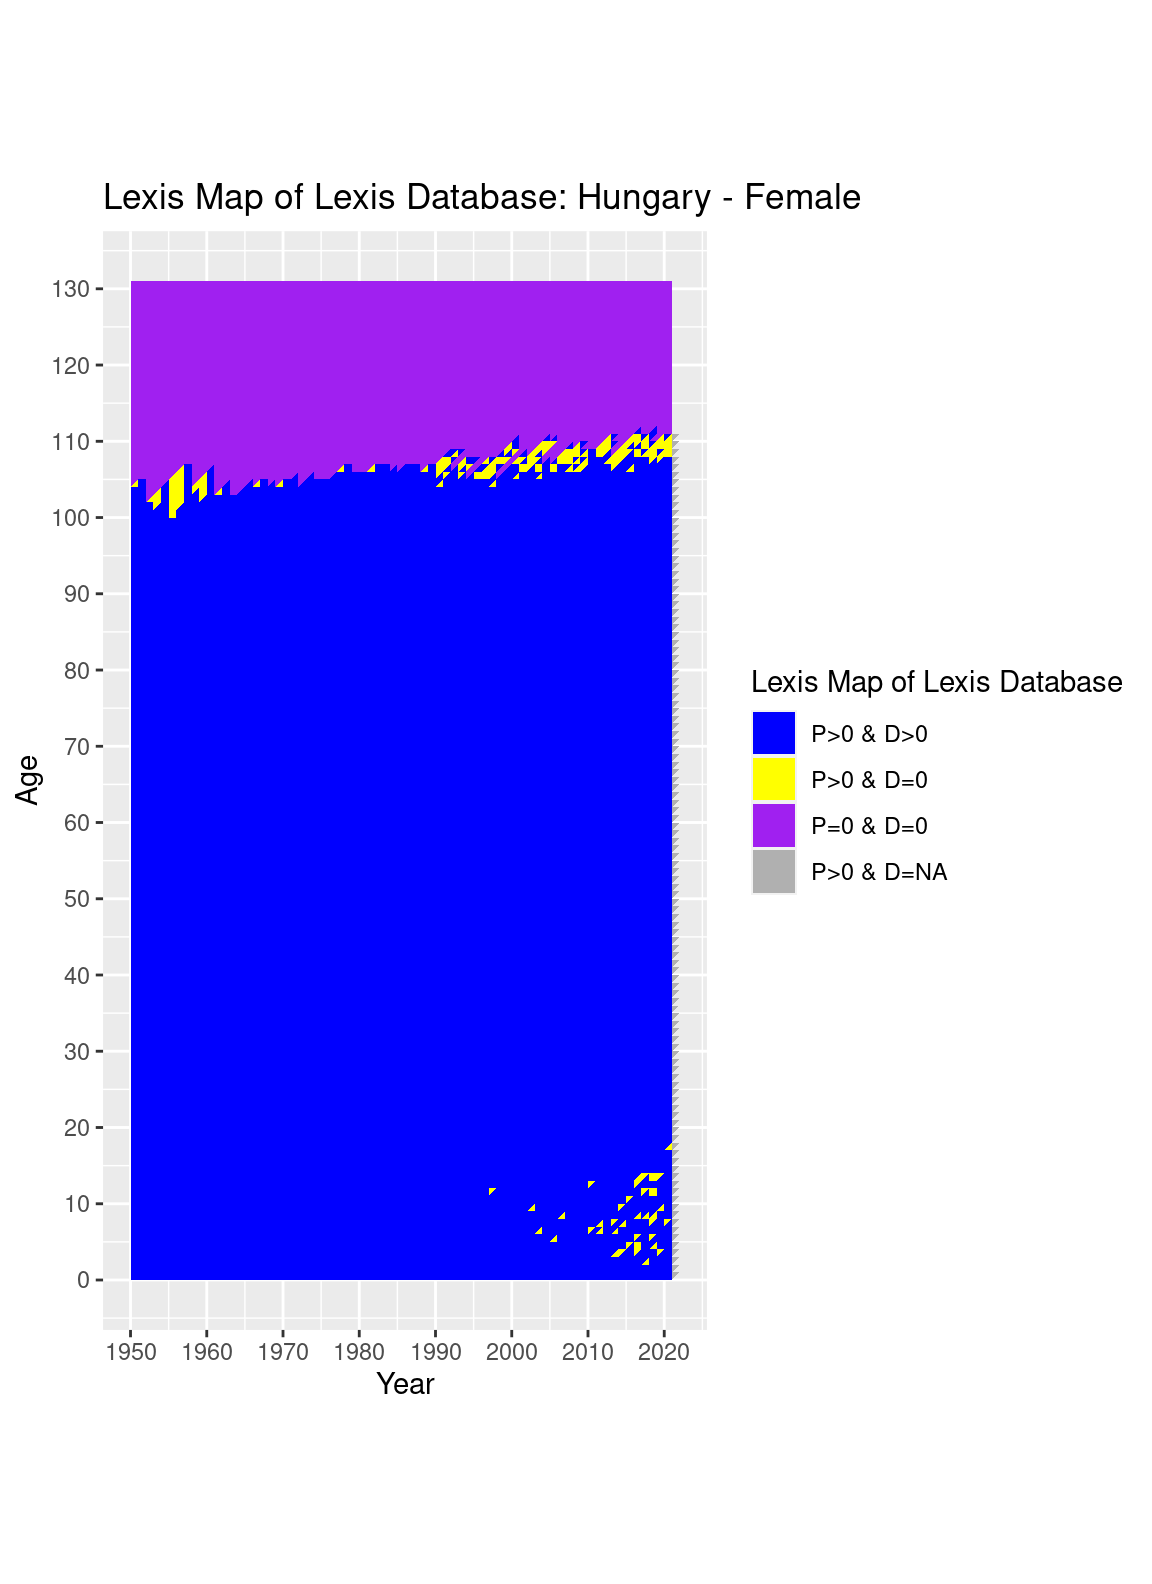 Lexis Map of Lexis Database: Hungary - Female
130
120
110
100
90
80
70
60
50
40
30
20
10
0
Age
1950 1960 1970 1980 1990 2000 2010 2020
Year
Lexis Map of Lexis Database
P>0 & D>0
P>0 & D=0
P=0 & D=0
P>0 & D=NA